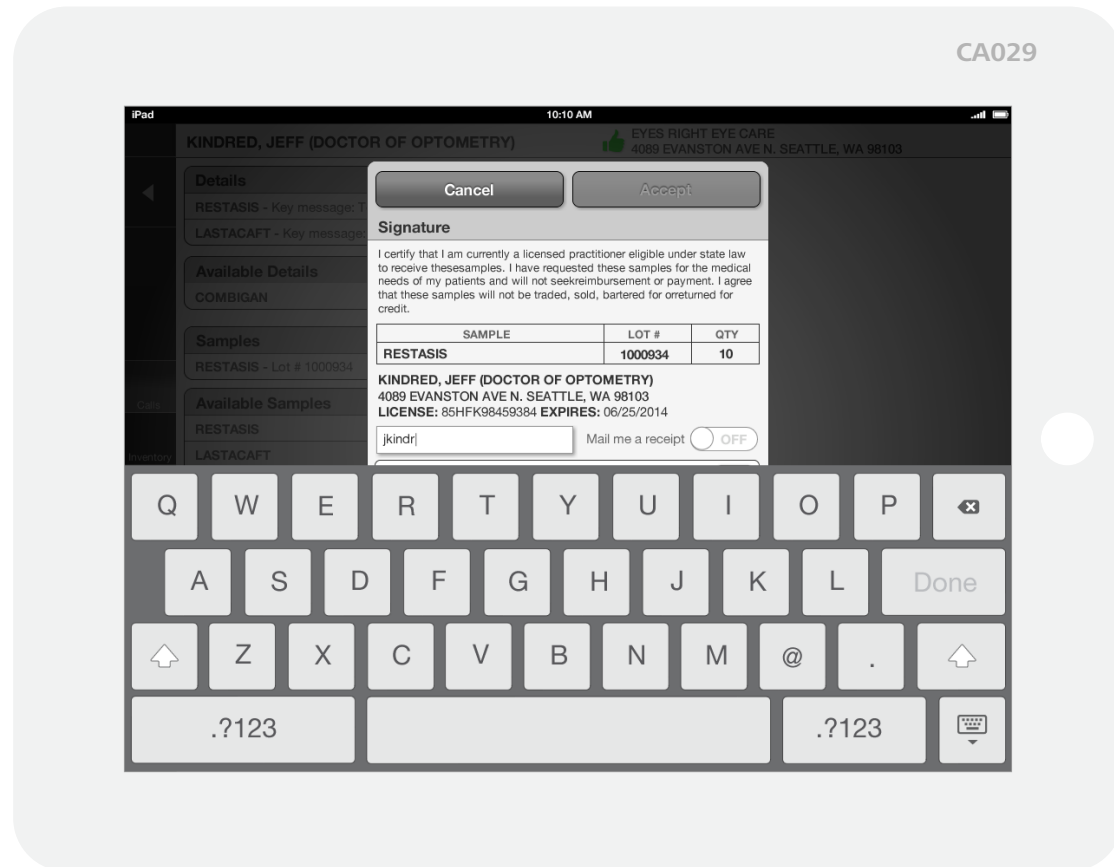 CA029
iPad 10:10 AM
KINDRED, JEFF (DOCTOR OF OPTOMETRY)
EYES RIGHT EYE CARE
4089 EVANSTON AVE N. SEATTLE, WA 98103
Details
RESTASIS - Key message: T
LASTACAFT - Key message:
Available Details
COMBIGAN
Samples
RESTASIS - Lot # 1000934
Available Samples
RESTASIS
LASTACAFT
Calls
Inventory
Cancel Accept
Signature
I certify that I am currently a licensed practitioner eligible under state law
to receive thesesamples. I have requested these samples for the medical
needs of my patients and will not seekreimbursement or payment. I agree
that these samples will not be traded, sold, bartered for orreturned for
credit.
SAMPLE LOT # QTY
RESTASIS 1000934 10
KINDRED, JEFF (DOCTOR OF OPTOMETRY)
4089 EVANSTON AVE N. SEATTLE, WA 98103
LICENSE: 85HFK98459384 EXPIRES: 06/25/2014
jkindr Mail me a receipt OFF
Q W E R T Y U I O P
A S D F G H J K L Done
Z X C V B N M @ .
.?123 .?123